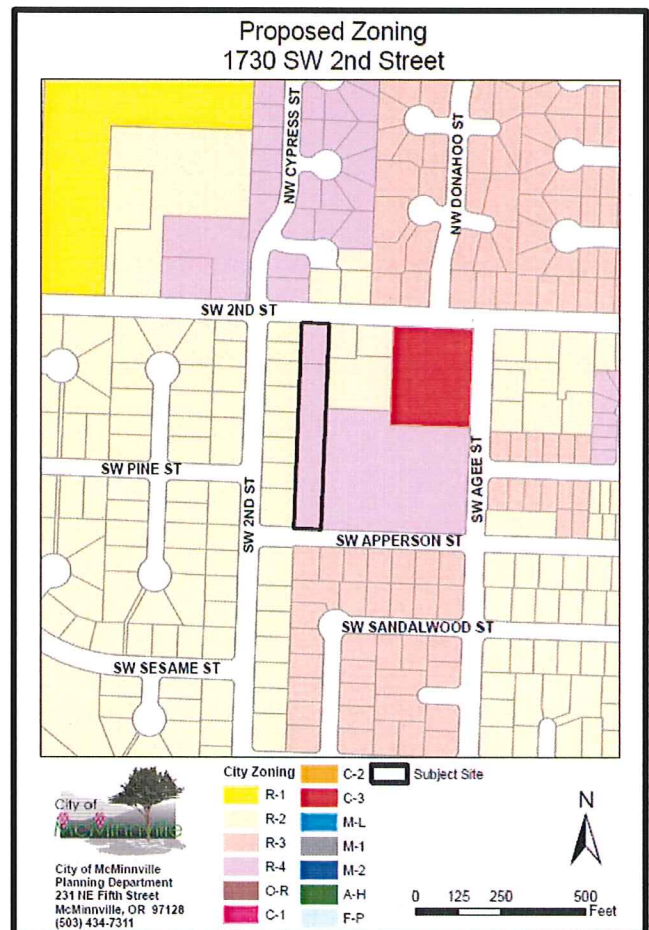 Proposed Zoning
1730 SW 2nd Street
NW CYPRESS ST
NW DONAHOO ST
SW 2ND ST
SW PINE ST
SW 2ND ST
SW AGEE ST
SW APPERSON ST
SW SANDALWOOD ST
SW SESAME ST
City of
McMinnville
City of McMinnville
Planning Department
231 NE Fifth Street
McMinnville, OR 97128
(503) 434-7311
City Zoning
R-1
R-2
R-3
R-4
O-R
C-1
C-2
C-3
M-L
M-1
M-2
A-H
F-P
Subject Site
N
0 125 250 500
Feet